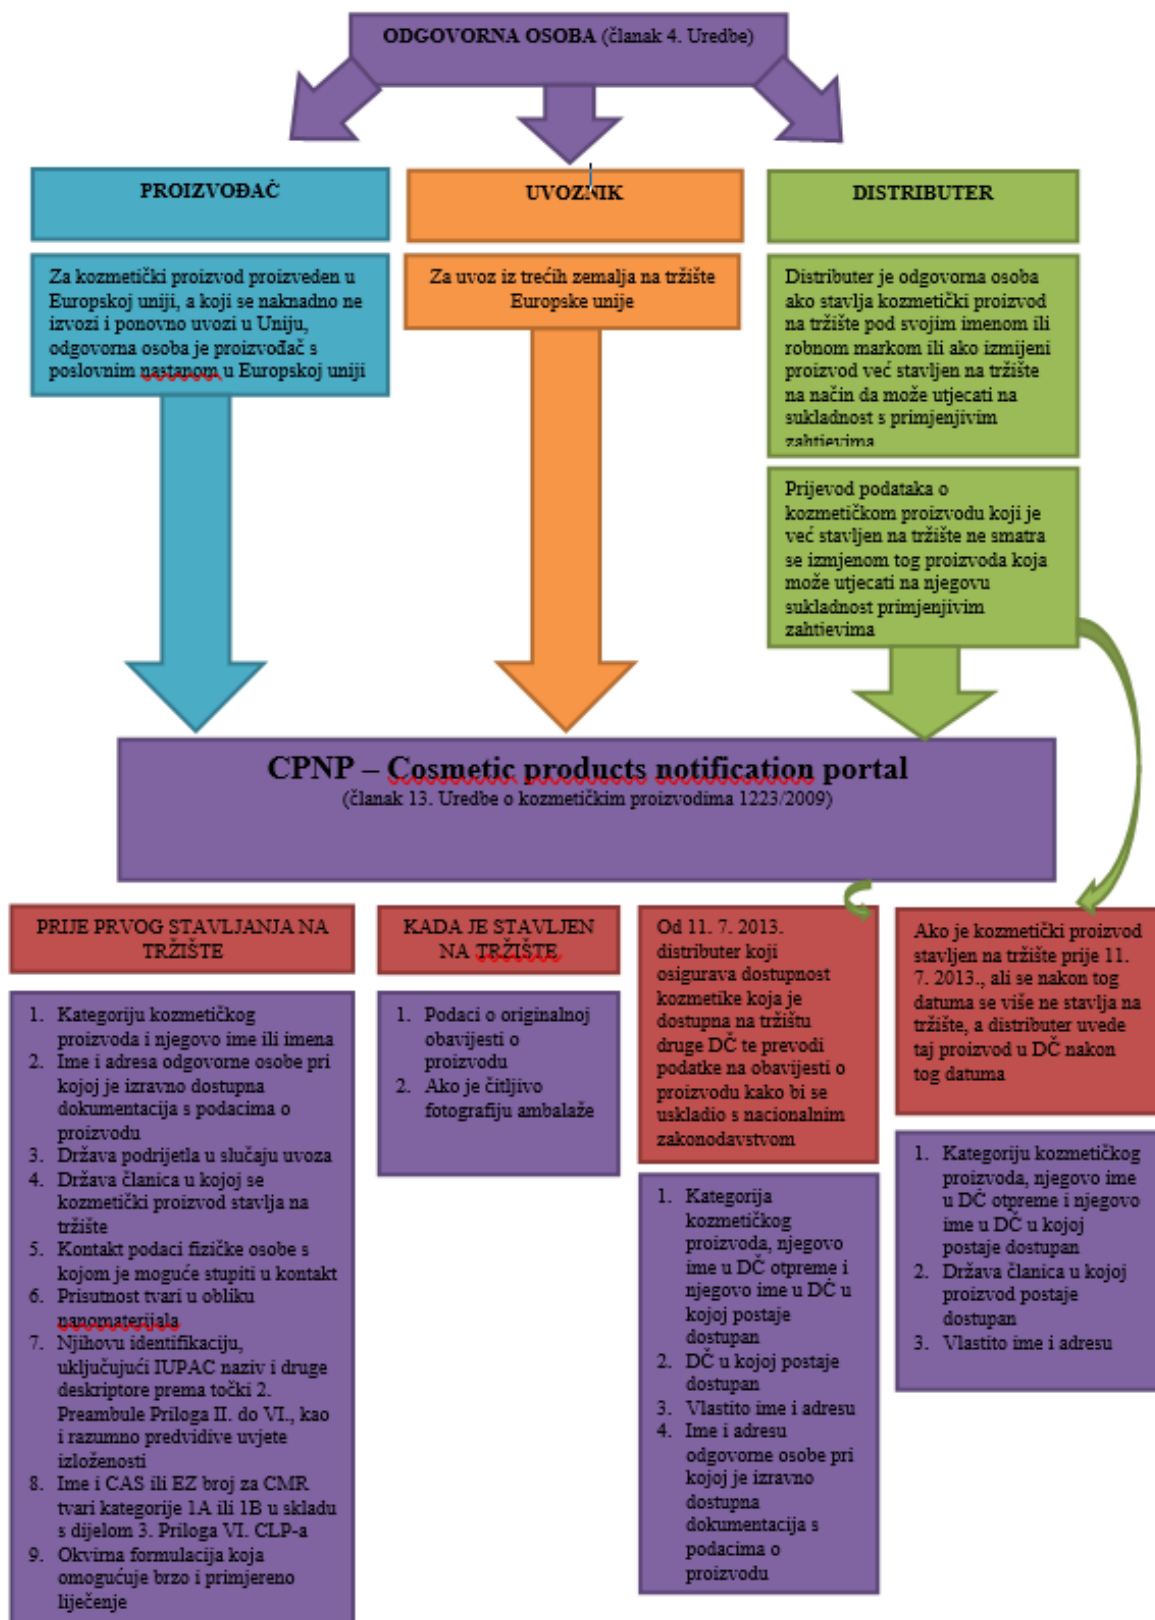 ODGOVORNA OSOBA (članak 4. Uredbe)
PROIZVOĐAČ
Za kozmetički proizvod proizveden u
Europskoj uniji, a koji se naknadno ne
izvozi i ponovno uvozi u Uniju,
odgovorna osoba je proizvođač s
poslovnim nastanom u Europskoj uniji
UVOZNIK
Za uvoz iz trećih zemalja na tržište
Europske unije
DISTRIBUTER
Distributer je odgovorna osoba
ako stavlja kozmetički proizvod
na tržište pod svojim imenom ili
robnom markom ili ako izmijeni
proizvod već stavljen na tržište
na način da može utjecati na
sukladnost s primjenjivim
zahtjevima
Prijevod podataka o
kozmetičkom proizvodu koji je
već stavljen na tržište ne smatra
se izmjenom tog proizvoda koja
može utjecati na njegovu
sukladnost primjenjivim
zahtjevima
CPNP – Cosmetic products notification portal
(članak 13. Uredbe o kozmetičkim proizvodima 1223/2009)
PRIJE PRVOG STAVLJANJA NA
TRŽIŠTE
1. Kategoriju kozmetičkog
proizvoda i njegovo ime ili imena
2. Ime i adresa odgovorne osobe pri
kojoj je izravno dostupna
dokumentacija s podacima o
proizvodu
3. Država podrijetla u slučaju uvoza
4. Država članica u kojoj se
kozmetički proizvod stavlja na
tržište
5. Kontakt podaci fizičke osobe s
kojom je moguće stupiti u kontakt
6. Prisutnost tvari u obliku
nanomaterijala
7. Njihovu identifikaciju,
uključujući IUPAC naziv i druge
deskriptore prema točki 2.
Preambule Priloga II. do VI., kao
i razumno predvidive uvjete
izloženosti
8. Ime i CAS ili EZ broj za CMR
tvari kategorije 1A ili 1B u skladu
s dijelom 3. Priloga VI. CLP-a
9. Okvirna formulacija koja
omogućuje brzo i primjereno
liječenje
KADA JE STAVLJEN
NA TRŽIŠTE
1. Podaci o originalnoj
obavijesti o
proizvodu
2. Ako je čitljivo
fotografiju ambalaže
Od 11. 7. 2013.
distributer koji
osigurava dostupnost
kozmetike koja je
dostupna na tržištu
druge DČ te prevodi
podatke na obavijesti o
proizvodu kako bi se
uskladio s nacionalnim
zakonodavstvom
1. Kategorija
kozmetičkog
proizvoda, njegovo
ime u DČ otpreme i
njegovo ime u DČ u
kojoj postaje
dostupan
2. DČ u kojoj postaje
dostupan
3. Vlastito ime i adresu
4. Ime i adresu
odgovorne osobe pri
kojoj je izravno
dostupna
dokumentacija s
podacima o
proizvodu
Ako je kozmetički proizvod
stavljen na tržište prije 11.
7. 2013., ali se nakon tog
datuma se više ne stavlja na
tržište, a distributer uvede
taj proizvod u DČ nakon
tog datuma
1. Kategoriju kozmetičkog
proizvoda, njegovo ime
u DČ otpreme i njegovo
ime u DČ u kojoj
postaje dostupan
2. Država članica u kojoj
proizvod postaje
dostupan
3. Vlastito ime i adresu